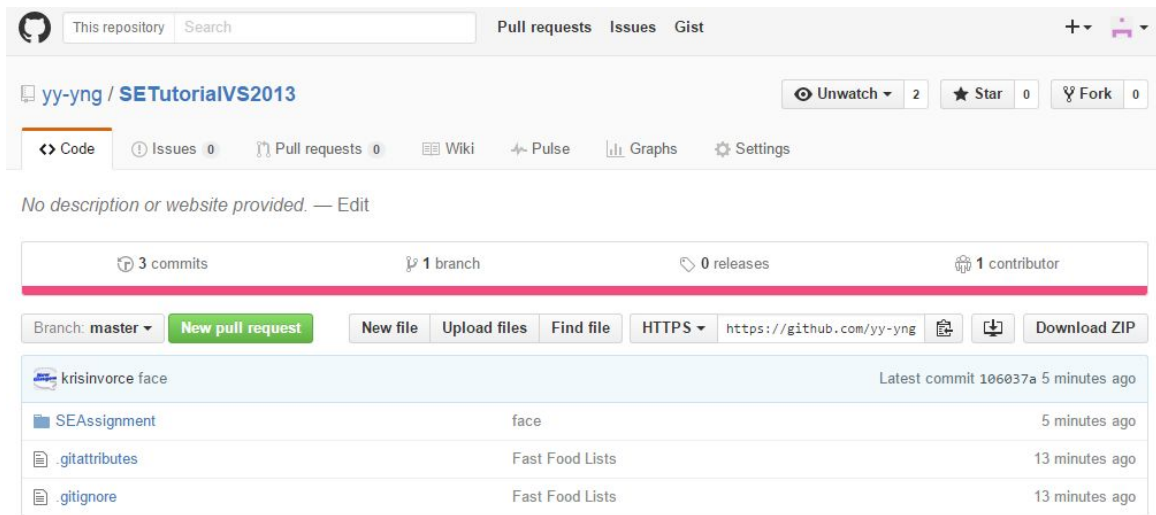 This repository Search Pull requests Issues Gist
yy-yng / SETutorialVS2013 Unwatch 2 Star 0 Fork 0
Code Issues 0 Pull requests 0 Wiki Pulse Graphs Settings
No description or website provided. — Edit
3 commits 1 branch 0 releases 1 contributor
Branch: master New pull request New file Upload files Find file HTTPS https://github.com/yy-yng Download ZIP
krisinvorce face Latest commit 106037a 5 minutes ago
SEAssignment face 5 minutes ago
.gitattributes Fast Food Lists 13 minutes ago
.gitignore Fast Food Lists 13 minutes ago